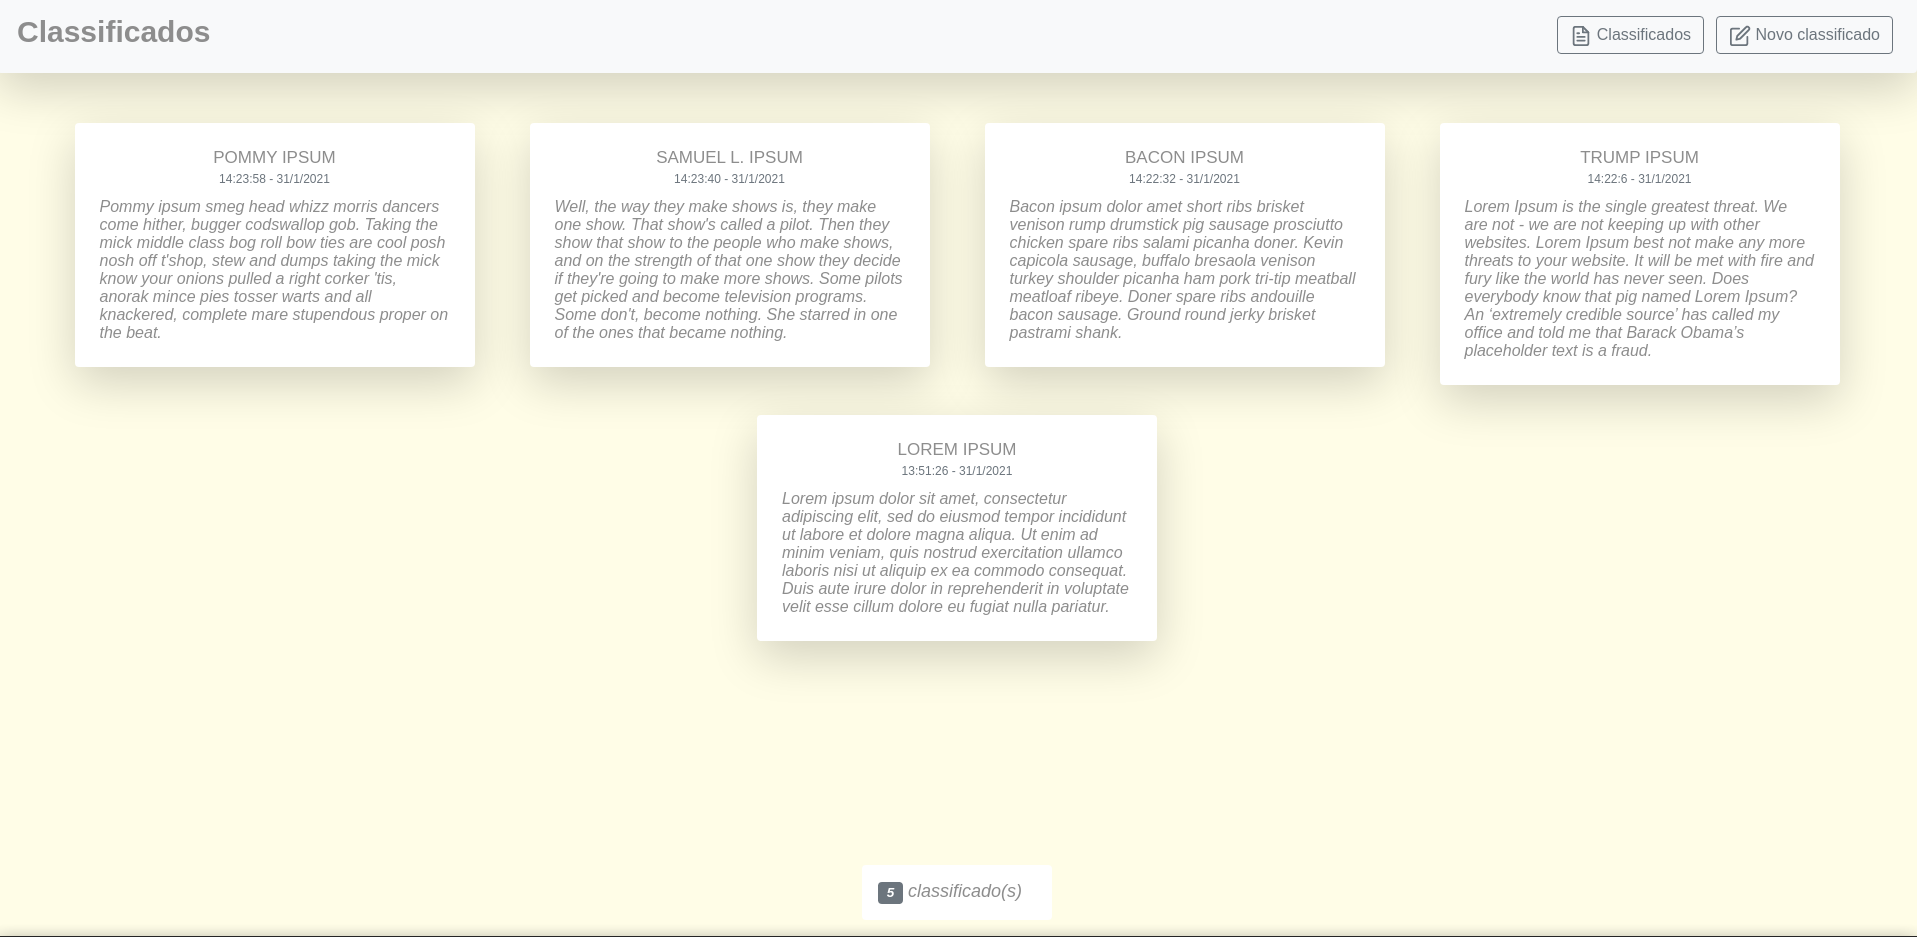 Classificados
Classificados
Novo classificado
POMMY IPSUM
14:23:58 - 31/1/2021
Pommy ipsum smeg head whizz morris dancers
come hither, bugger codswallop gob. Taking the
mick middle class bog roll bow ties are cool posh
nosh off t'shop, stew and dumps taking the mick
know your onions pulled a right corker 'tis,
anorak mince pies tosser warts and all
knackered, complete mare stupendous proper on
the beat.
SAMUEL L. IPSUM
14:23:40 - 31/1/2021
Well, the way they make shows is, they make
one show. That show's called a pilot. Then they
show that show to the people who make shows,
and on the strength of that one show they decide
if they're going to make more shows. Some pilots
get picked and become television programs.
Some don't, become nothing. She starred in one
of the ones that became nothing.
BACON IPSUM
14:22:32 - 31/1/2021
Bacon ipsum dolor amet short ribs brisket
venison rump drumstick pig sausage prosciutto
chicken spare ribs salami picanha doner. Kevin
capicola sausage, buffalo bresaola venison
turkey shoulder picanha ham pork tri-tip meatball
meatloaf ribeye. Doner spare ribs andouille
bacon sausage. Ground round jerky brisket
pastrami shank.
TRUMP IPSUM
14:22:6 - 31/1/2021
Lorem Ipsum is the single greatest threat. We
are not - we are not keeping up with other
websites. Lorem Ipsum best not make any more
threats to your website. It will be met with fire and
fury like the world has never seen. Does
everybody know that pig named Lorem Ipsum?
An ‘extremely credible source’ has called my
office and told me that Barack Obama’s
placeholder text is a fraud.
LOREM IPSUM
13:51:26 - 31/1/2021
Lorem ipsum dolor sit amet, consectetur
adipiscing elit, sed do eiusmod tempor incididunt
ut labore et dolore magna aliqua. Ut enim ad
minim veniam, quis nostrud exercitation ullamco
laboris nisi ut aliquip ex ea commodo consequat.
Duis aute irure dolor in reprehenderit in voluptate
velit esse cillum dolore eu fugiat nulla pariatur.
5 classificado(s)